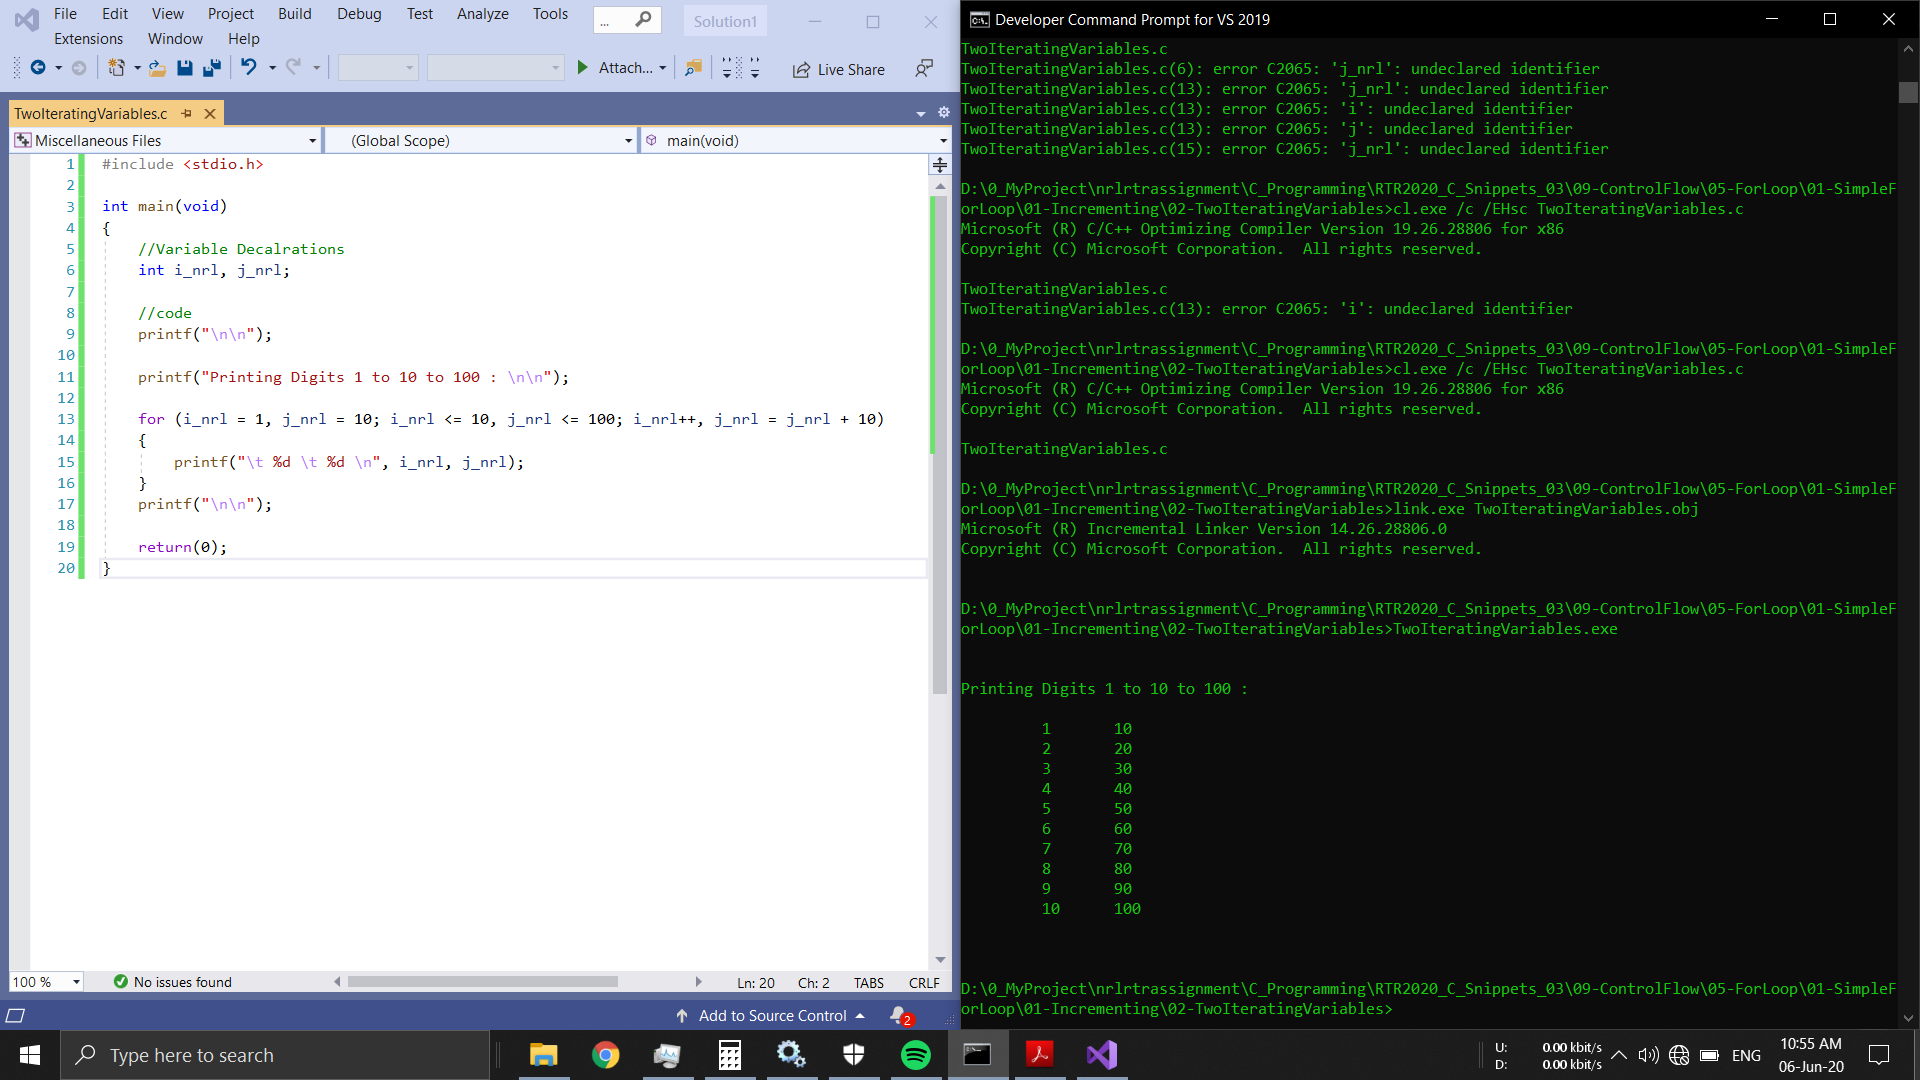 File Edit View Project Build Debug Test Analyze Tools ... Solution1
Extensions Window Help
Attach... Live Share
TwoIteratingVariables.c
Miscellaneous Files (Global Scope) main(void)
1 #include <stdio.h>
2
3 int main(void)
4 {
5 //Variable Decalrations
6 int i_nrl, j_nrl;
7
8 //code
9 printf("\n\n");
10
11 printf("Printing Digits 1 to 10 to 100 : \n\n");
12
13 for (i_nrl = 1, j_nrl = 10; i_nrl <= 10, j_nrl <= 100; i_nrl++, j_nrl = j_nrl + 10)
14 {
15 printf("\t %d \t %d \n", i_nrl, j_nrl);
16 }
17 printf("\n\n");
18
19 return(0);
20 }
100 % No issues found Ln: 20 Ch: 2 TABS CRLF
Add to Source Control 2
Developer Command Prompt for VS 2019
TwoIteratingVariables.c
TwoIteratingVariables.c(6): error C2065: 'j_nrl': undeclared identifier
TwoIteratingVariables.c(13): error C2065: 'j_nrl': undeclared identifier
TwoIteratingVariables.c(13): error C2065: 'i': undeclared identifier
TwoIteratingVariables.c(13): error C2065: 'j': undeclared identifier
TwoIteratingVariables.c(15): error C2065: 'j_nrl': undeclared identifier
D:\0_MyProject\nrlrtrassignment\C_Programming\RTR2020_C_Snippets_03\09-ControlFlow\05-ForLoop\01-SimpleF
orLoop\01-Incrementing\02-TwoIteratingVariables>cl.exe /c /EHsc TwoIteratingVariables.c
Microsoft (R) C/C++ Optimizing Compiler Version 19.26.28806 for x86
Copyright (C) Microsoft Corporation.  All rights reserved.
TwoIteratingVariables.c
TwoIteratingVariables.c(13): error C2065: 'i': undeclared identifier
D:\0_MyProject\nrlrtrassignment\C_Programming\RTR2020_C_Snippets_03\09-ControlFlow\05-ForLoop\01-SimpleF
orLoop\01-Incrementing\02-TwoIteratingVariables>cl.exe /c /EHsc TwoIteratingVariables.c
Microsoft (R) C/C++ Optimizing Compiler Version 19.26.28806 for x86
Copyright (C) Microsoft Corporation.  All rights reserved.
TwoIteratingVariables.c
D:\0_MyProject\nrlrtrassignment\C_Programming\RTR2020_C_Snippets_03\09-ControlFlow\05-ForLoop\01-SimpleF
orLoop\01-Incrementing\02-TwoIteratingVariables>link.exe TwoIteratingVariables.obj
Microsoft (R) Incremental Linker Version 14.26.28806.0
Copyright (C) Microsoft Corporation.  All rights reserved.
D:\0_MyProject\nrlrtrassignment\C_Programming\RTR2020_C_Snippets_03\09-ControlFlow\05-ForLoop\01-SimpleF
orLoop\01-Incrementing\02-TwoIteratingVariables>TwoIteratingVariables.exe
Printing Digits 1 to 10 to 100 :
1 10
2 20
3 30
4 40
5 50
6 60
7 70
8 80
9 90
10 100
D:\0_MyProject\nrlrtrassignment\C_Programming\RTR2020_C_Snippets_03\09-ControlFlow\05-ForLoop\01-SimpleF
orLoop\01-Incrementing\02-TwoIteratingVariables>
Type here to search
U: 0.00 kbit/s
D: 0.00 kbit/s
ENG
10:55 AM
06-Jun-20